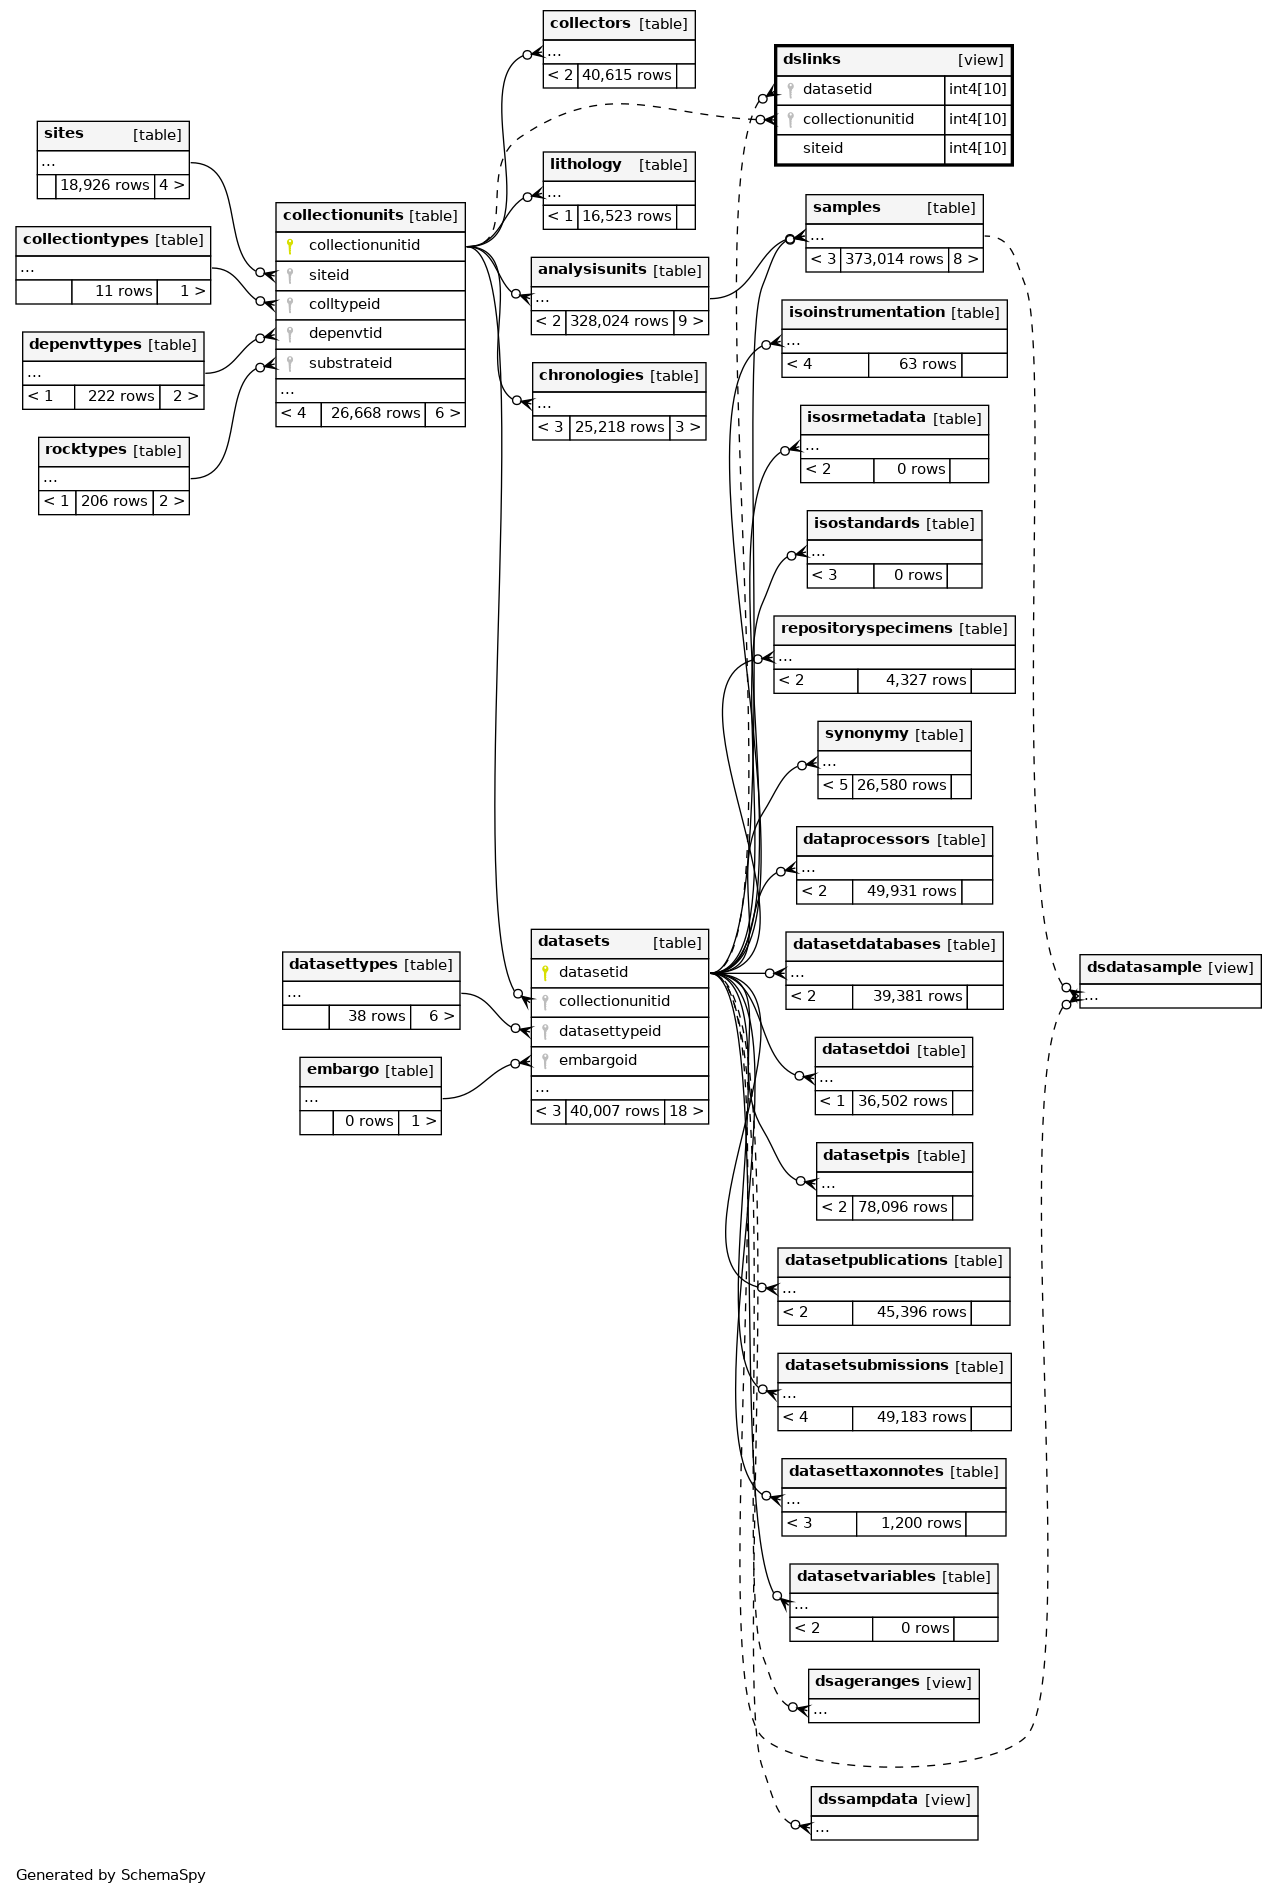 collectors [table]
...
< 2 40,615 rows
dslinks [view]
datasetid int4[10]
collectionunitid int4[10]
siteid int4[10]
sites [table]
...
18,926 rows 4 >
lithology [table]
...
< 1 16,523 rows
collectionunits [table]
collectionunitid
siteid
colltypeid
depenvtid
substrateid
...
< 4 26,668 rows 6 >
samples [table]
...
< 3 373,014 rows 8 >
collectiontypes [table]
...
11 rows 1 >
analysisunits [table]
...
< 2 328,024 rows 9 >
isoinstrumentation [table]
...
< 4 63 rows
depenvttypes [table]
...
< 1 222 rows 2 >
chronologies [table]
...
< 3 25,218 rows 3 >
isosrmetadata [table]
...
< 2 0 rows
rocktypes [table]
...
< 1 206 rows 2 >
isostandards [table]
...
< 3 0 rows
repositoryspecimens [table]
...
< 2 4,327 rows
synonymy [table]
...
< 5 26,580 rows
dataprocessors [table]
...
< 2 49,931 rows
datasets [table]
datasetid
collectionunitid
datasettypeid
embargoid
...
< 3 40,007 rows 18 >
datasetdatabases [table]
...
< 2 39,381 rows
datasettypes [table]
...
38 rows 6 >
dsdatasample [view]
...
datasetdoi [table]
...
< 1 36,502 rows
embargo [table]
...
0 rows 1 >
datasetpis [table]
...
< 2 78,096 rows
datasetpublications [table]
...
< 2 45,396 rows
datasetsubmissions [table]
...
< 4 49,183 rows
datasettaxonnotes [table]
...
< 3 1,200 rows
datasetvariables [table]
...
< 2 0 rows
dsageranges [view]
...
dssampdata [view]
...
Generated by SchemaSpy